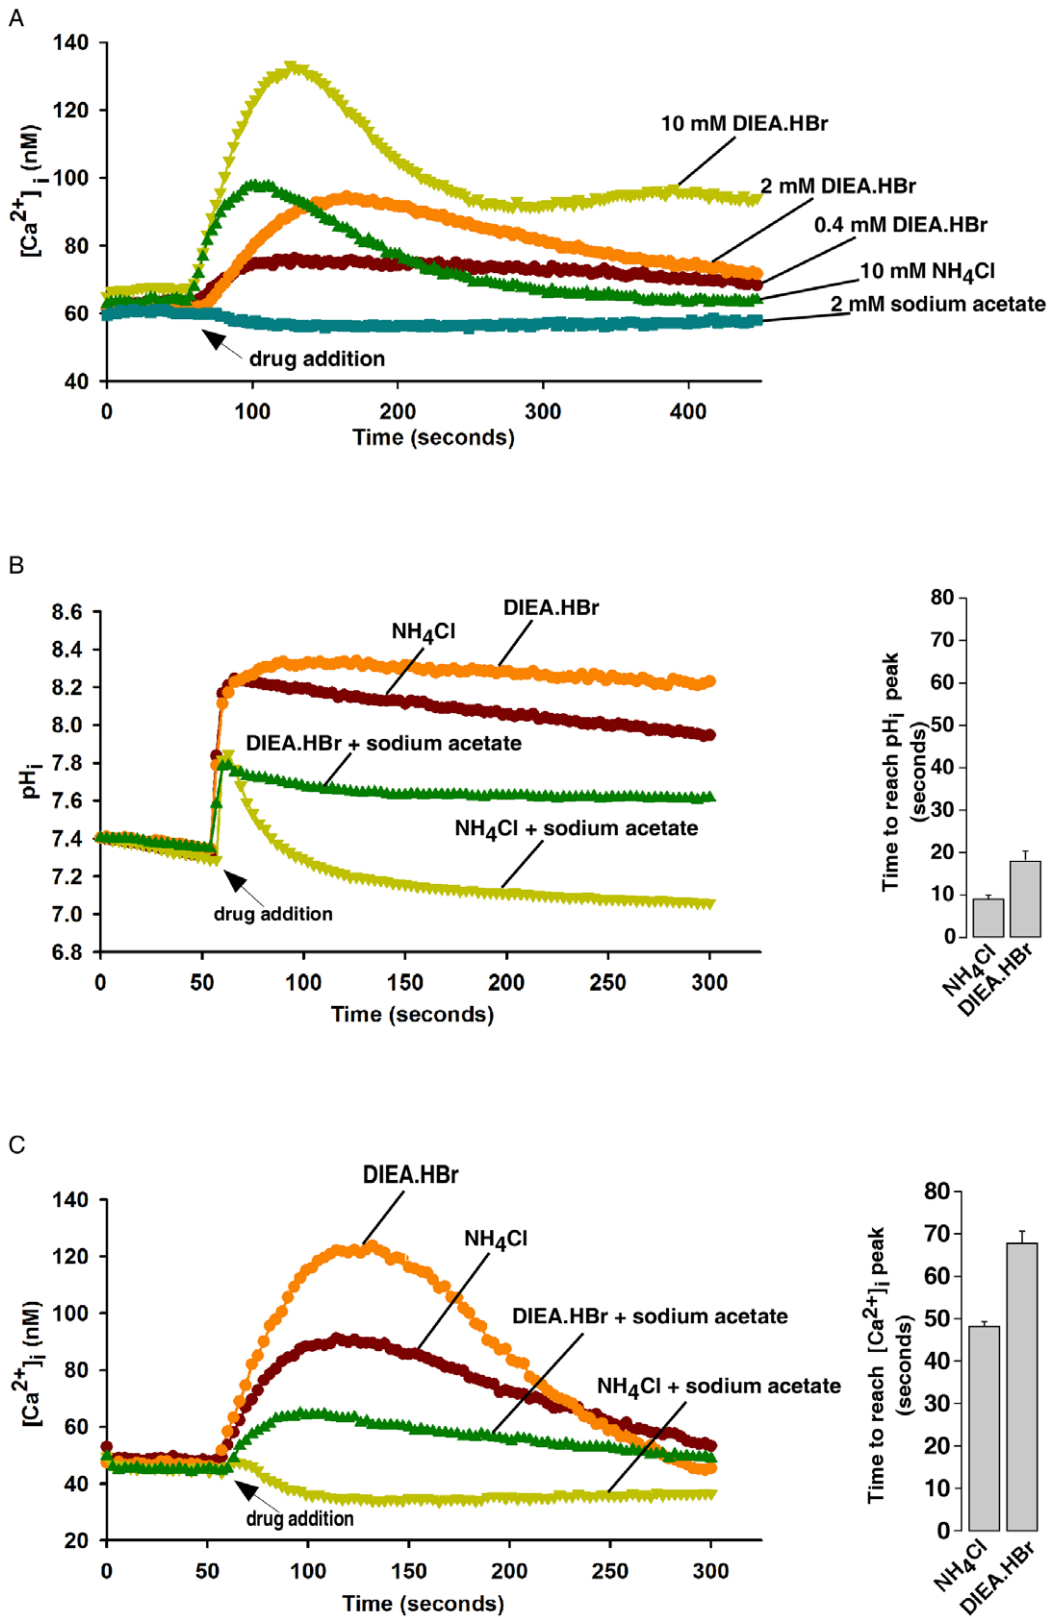 A
140
120
100
80
60
40
[Ca2+] i (nM)
10 mM DIEA.HBr
2 mM DIEA.HBr
0.4 mM DIEA.HBr
10 mM NH4Cl
2 mM sodium acetate
drug addition
0 100 200 300 400
Time (seconds)
B
8.6
8.4
8.2
8.0
7.8
7.6
7.4
7.2
7.0
6.8
pHi
DIEA.HBr
NH4Cl
DIEA.HBr + sodium acetate
NH4Cl + sodium acetate
drug addition
0 50 100 150 200 250 300
Time (seconds)
80
70
60
50
40
30
20
10
0
Time to reach pHi peak
(seconds)
NH4Cl
DIEA.HBr
C
140
120
100
80
60
40
20
[Ca2+]i (nM)
DIEA.HBr
NH4Cl
DIEA.HBr + sodium acetate
NH4Cl + sodium acetate
drug addition
0 50 100 150 200 250 300
Time (seconds)
80
70
60
50
40
30
20
10
0
Time to reach [Ca2+]i peak
(seconds)
NH4Cl
DIEA.HBr